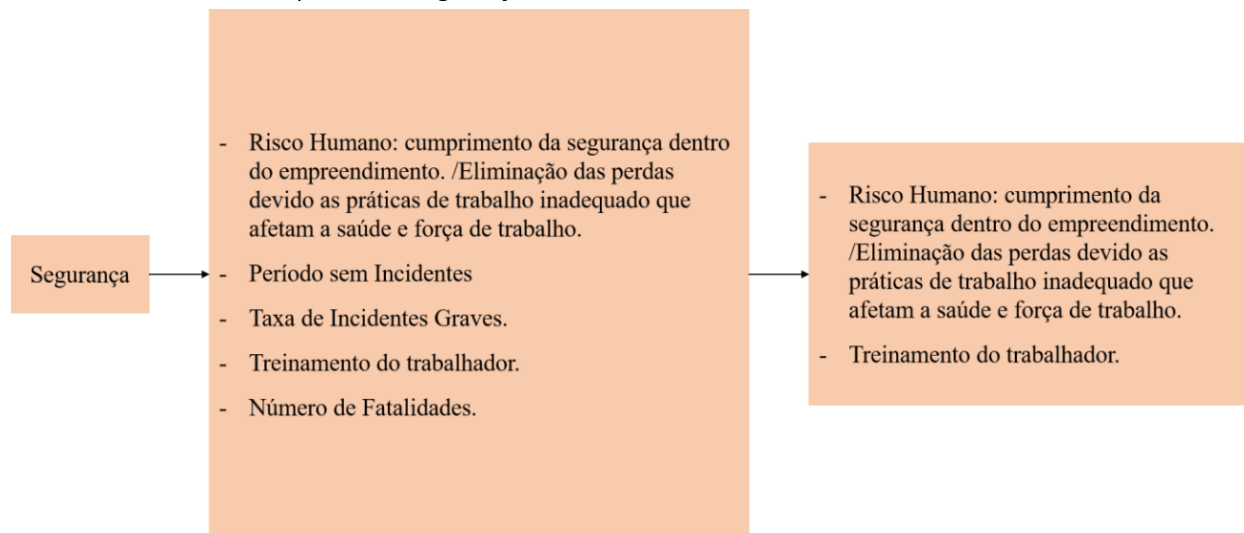 Segurança
- Risco Humano: cumprimento da segurança dentro
do empreendimento. /Eliminação das perdas
devido as práticas de trabalho inadequado que
afetam a saúde e força de trabalho.
- Período sem Incidentes
- Taxa de Incidentes Graves.
- Treinamento do trabalhador.
- Número de Fatalidades.
- Risco Humano: cumprimento da
segurança dentro do empreendimento.
/Eliminação das perdas devido as
práticas de trabalho inadequado que
afetam a saúde e força de trabalho.
- Treinamento do trabalhador.